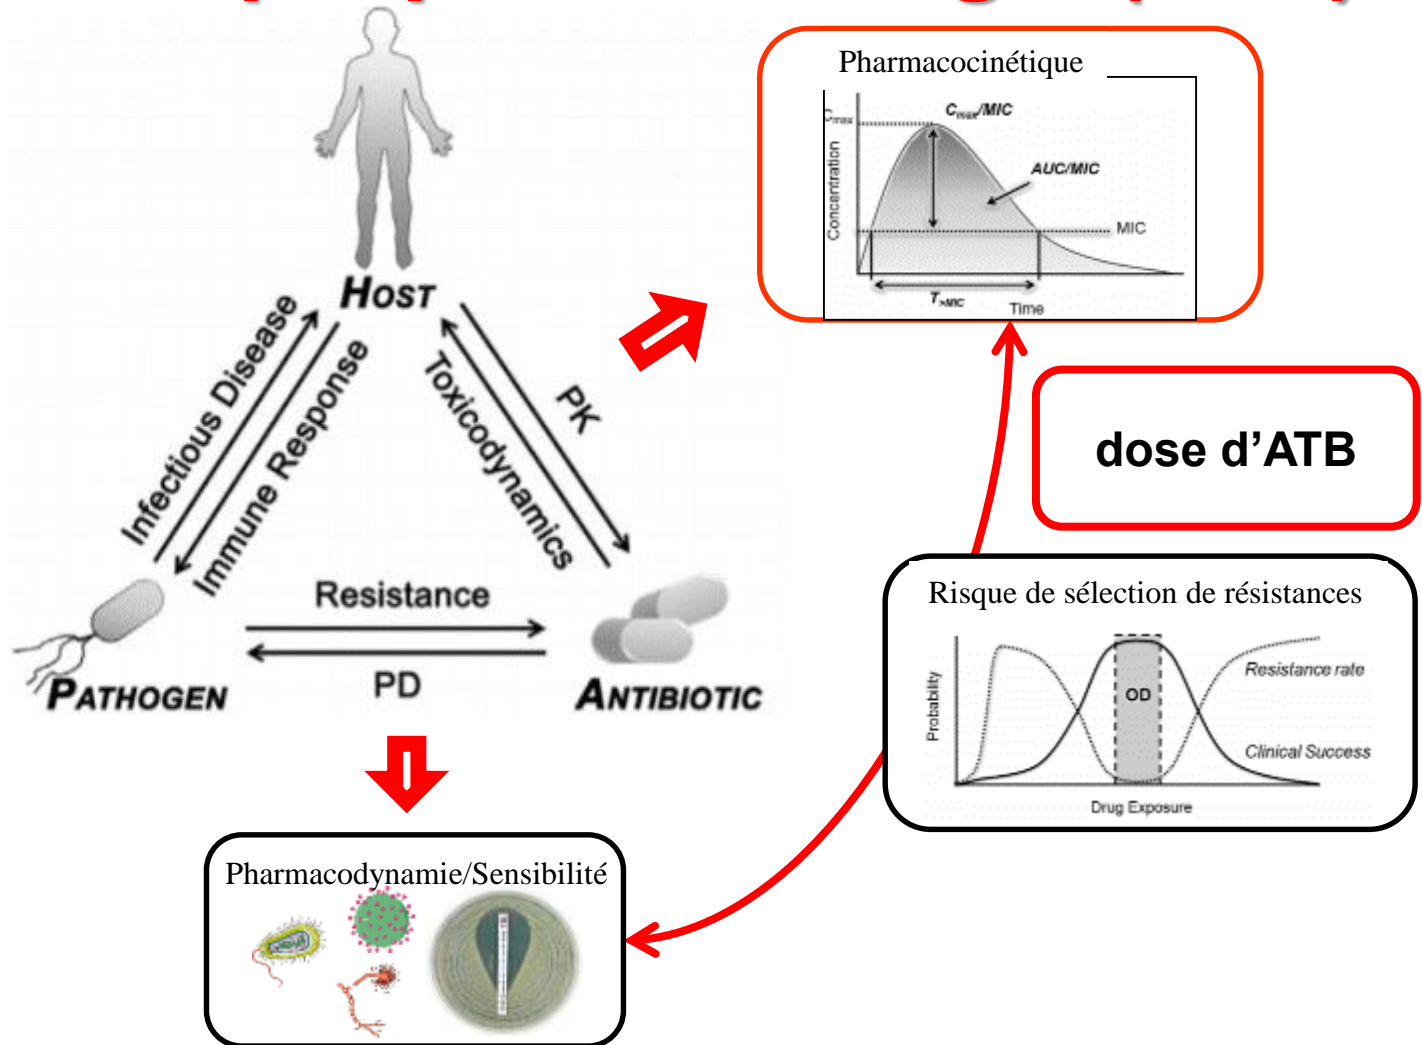 Pharmacocinétique
Cmax
Cmax/MIC
AUC/MIC
Concentration
MIC
T>MIC
Time
HOST
Infectious Disease
Immune Response
Toxicodynamics
PK
dose d’ATB
Resistance
PD
PATHOGEN
ANTIBIOTIC
Risque de sélection de résistances
Resistance rate
OD
Probability
Clinical Success
Drug Exposure
Pharmacodynamie/Sensibilité